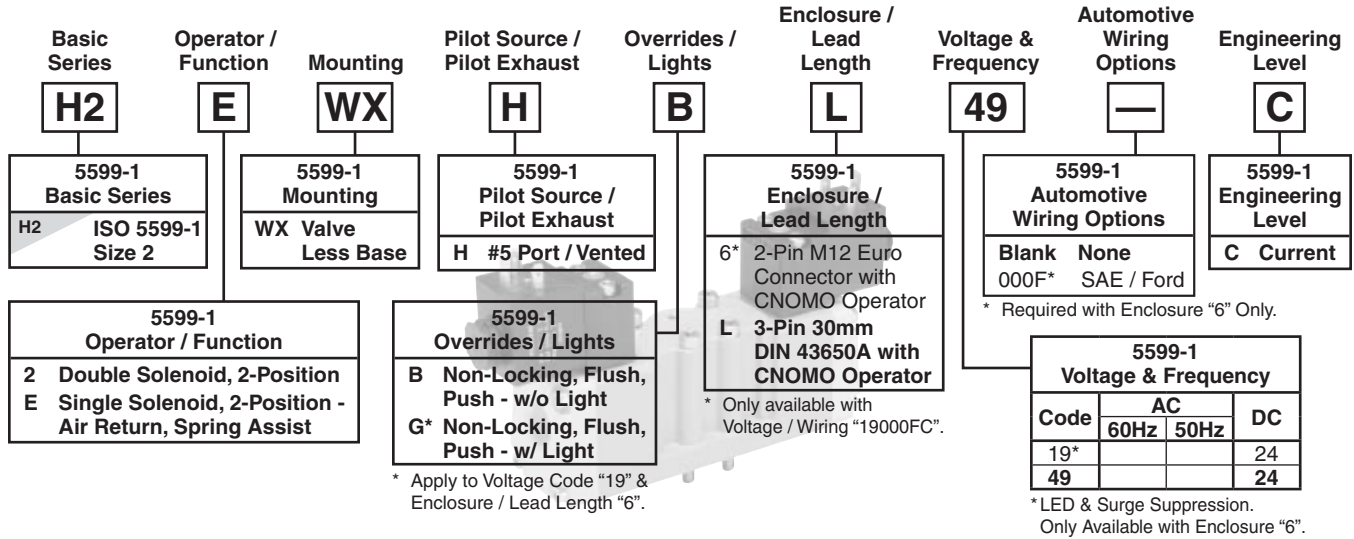 Basic
Series
Operator /
Function
Mounting
Pilot Source /
Pilot Exhaust
Overrides /
Lights
Enclosure /
Lead
Length
Voltage &
Frequency
Automotive
Wiring
Options
Engineering
Level
H2 E WX H B L 49 — C
5599-1
Basic Series
H2 ISO 5599-1
Size 2
5599-1
Mounting
WX Valve
Less Base
5599-1
Pilot Source /
Pilot Exhaust
H #5 Port / Vented
5599-1
Enclosure /
Lead Length
6* 2-Pin M12 Euro
Connector with
CNOMO Operator
L 3-Pin 30mm
DIN 43650A with
CNOMO Operator
* Only available with
Voltage / Wiring “19000FC”.
5599-1
Automotive
Wiring Options
Blank None
000F* SAE / Ford
* Required with Enclosure “6” Only.
5599-1
Engineering
Level
C Current
5599-1
Operator / Function
2 Double Solenoid, 2-Position
E Single Solenoid, 2-Position -
Air Return, Spring Assist
5599-1
Overrides / Lights
B Non-Locking, Flush,
Push - w/o Light
G* Non-Locking, Flush,
Push - w/ Light
* Apply to Voltage Code “19” &
Enclosure / Lead Length “6”.
5599-1
Voltage & Frequency
Code AC DC
60Hz 50Hz
19* 24
49 24
* LED & Surge Suppression.
Only Available with Enclosure “6”.